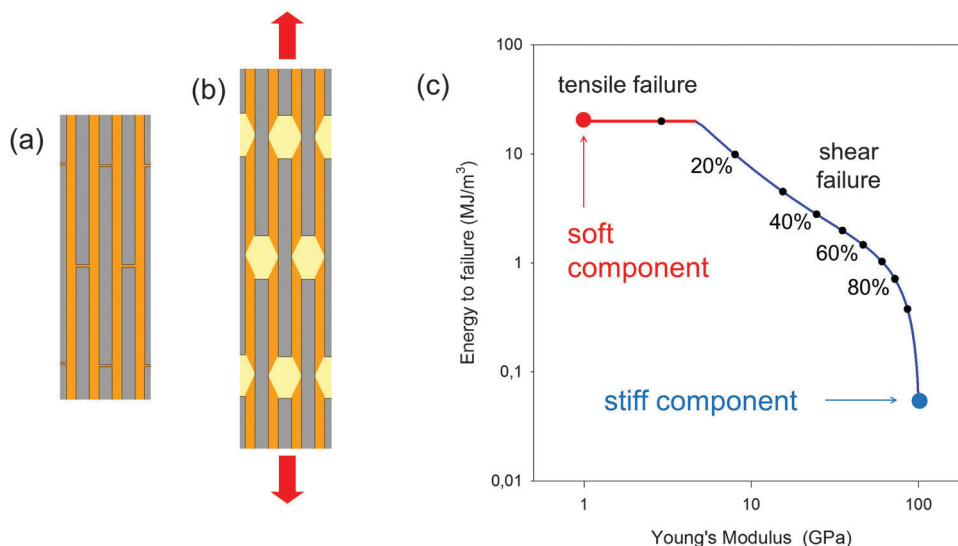 (a)
(b)
(c)
Energy to failure (MJ/m³)
100
10
1
0,1
0,01
tensile failure
20%
shear
failure
40%
60%
80%
soft
component
stiff component
1
10
100
Young's Modulus (GPa)